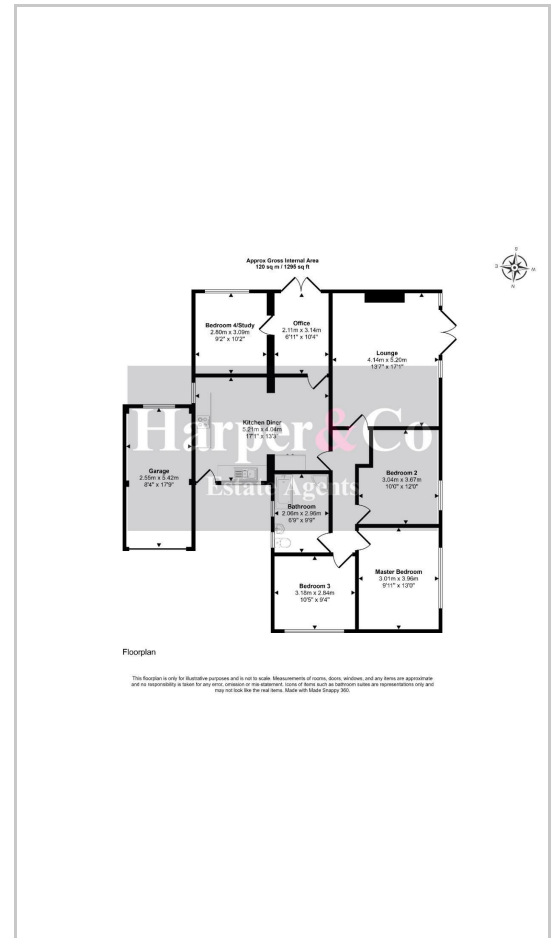 Approx Gross Internal Area
120 sq m / 1295 sq ft
S
E
W
N
Bedroom 4/Study
2.80m x 3.09m
9'2" x 10'2"
Office
2.11m x 3.14m
6'11" x 10'4"
Lounge
4.14m x 5.20m
13'7" x 17'1"
Kitchen Diner
5.21m x 4.04m
17'1" x 13'3"
Harper&Co
Estate Agents
Garage
2.55m x 5.42m
8'4" x 17'9"
Bedroom 2
3.04m x 3.67m
10'0" x 12'0"
Bathroom
2.06m x 2.96m
6'9" x 9'9"
Master Bedroom
3.01m x 3.96m
9'11" x 13'0"
Bedroom 3
3.18m x 2.84m
10'5" x 9'4"
Floorplan
This floorplan is only for illustrative purposes and is not to scale. Measurements of rooms, doors, windows, and any items are approximate
and no responsibility is taken for any error, omission or mis-statement. Icons of items such as bathroom suites are representations only and
may not look like the real items. Made with Made Snappy 360.